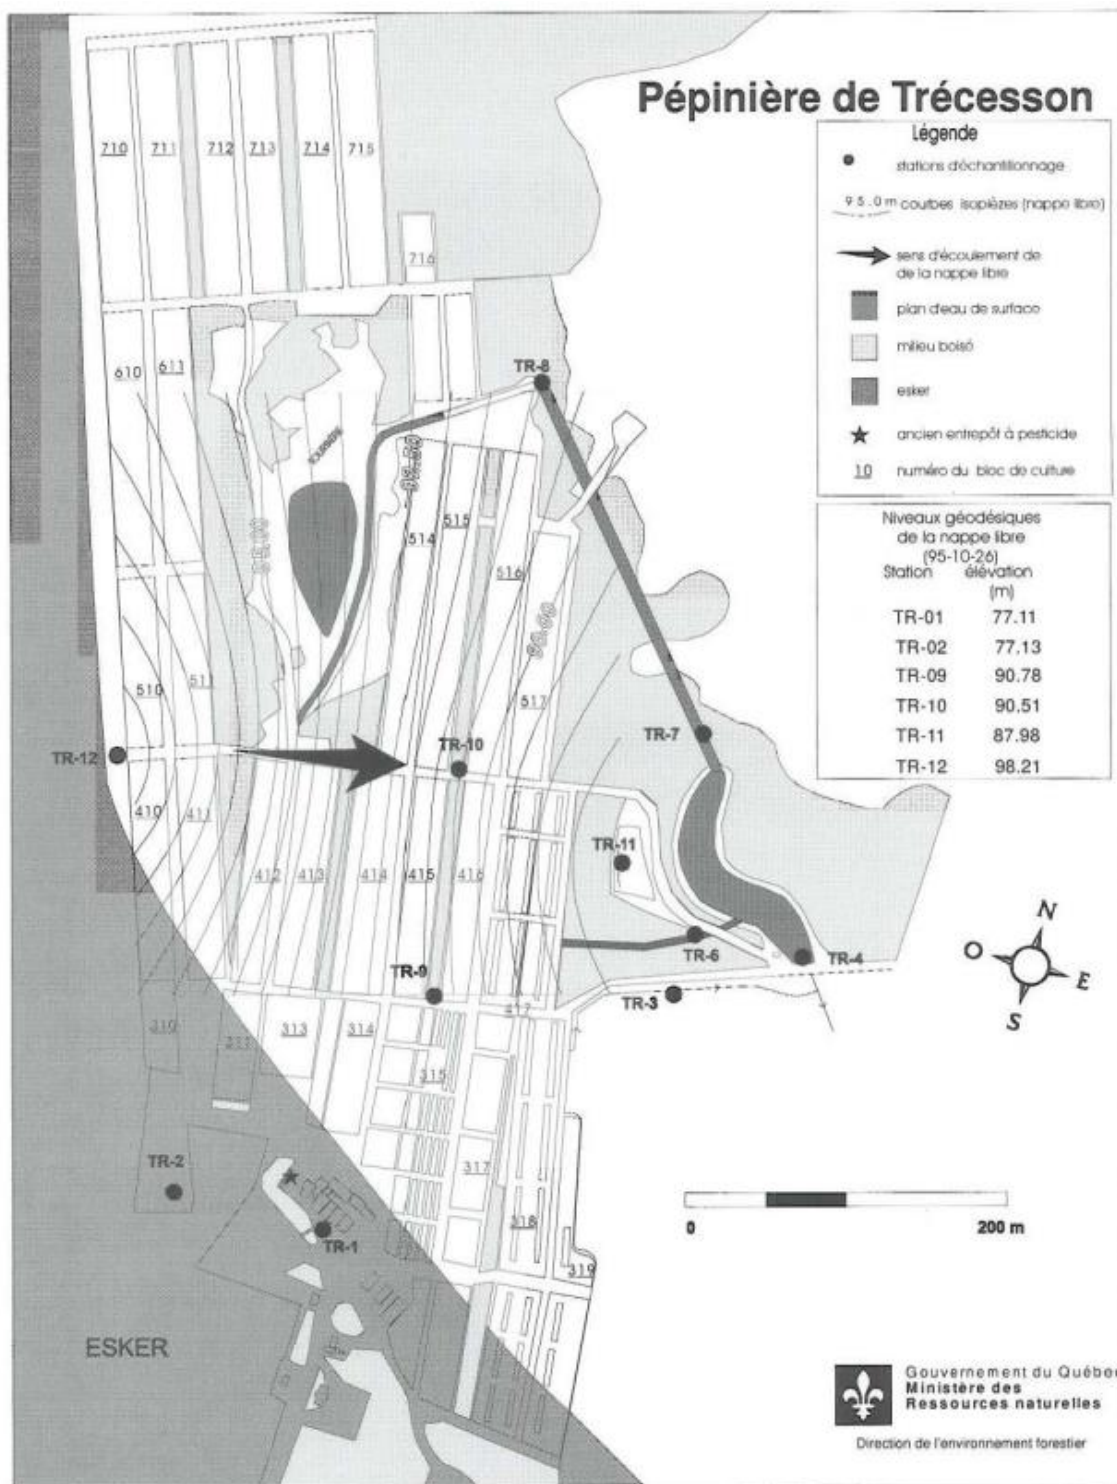 Pépinière de Trécesson
Légende
stations d'échantillonnage
95.0m courbes isopièzes (nappe libre)
sens d'écoulement de
de la nappe libre
plan d'eau de surface
milieu boisé
esker
ancien entrepôt à pesticide
10 numéro du bloc de culture
Niveaux géodésiques
de la nappe libre
(95-10-26)
Station élévation
(m)
TR-01 77.11
TR-02 77.13
TR-09 90.78
TR-10 90.51
TR-11 87.98
TR-12 98.21
710 711 712 713 714 715
716
610 611
TR-8
514 515
516
510 511
517
TR-12
TR-10
TR-7
410 411
412 413 414 415 416
TR-11
TR-6
TR-4
TR-9
TR-3
417
310 311 313 314
315
317
318
319
TR-2
TR-1
ESKER
N
O
E
S
0 200 m
Gouvernement du Québec
Ministère des
Ressources naturelles
Direction de l'environnement forestier